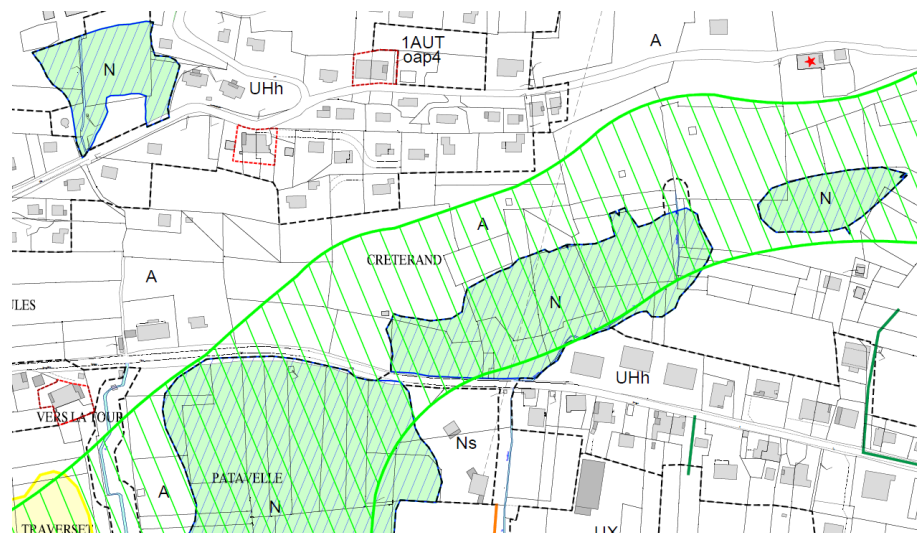 1AUT
oap4
A
N
UHh
N
A
CRETERAND
A
ULES
N
UHh
VERS LA TOUR
Ns
PATAVELLE
A
N
TRAVERSET
UX